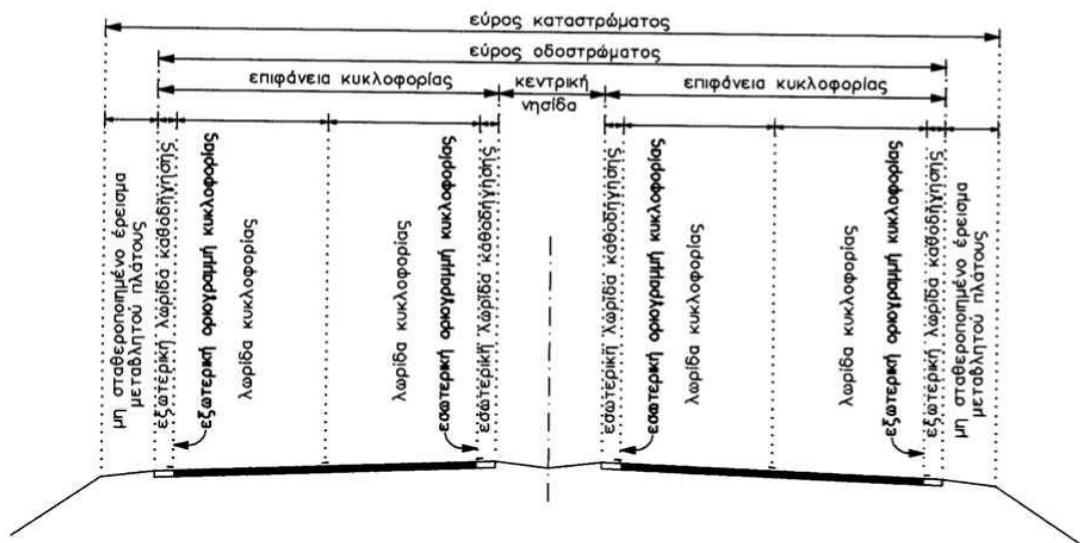 εύρος καταστρώματος
εύρος οδοστρώματος
επιφάνεια κυκλοφορίας
κεντρική
νησίδα
επιφάνεια κυκλοφορίας
μη σταθεροποιημένο έρεισμα
μεταβλητού πλάτους
εξωτερική λωρίδα καθοδήγησης
εξωτερική οριογραμμή κυκλοφορίας
λωρίδα κυκλοφορίας
λωρίδα κυκλοφορίας
εσωτερική οριογραμμή κυκλοφορίας
εσωτερική λωρίδα καθοδήγησης
εσωτερική λωρίδα καθοδήγησης
εσωτερική οριογραμμή κυκλοφορίας
λωρίδα κυκλοφορίας
λωρίδα κυκλοφορίας
εξωτερική οριογραμμή κυκλοφορίας
εξωτερική λωρίδα καθοδήγησης
μη σταθεροποιημένο έρεισμα
μεταβλητού πλάτους